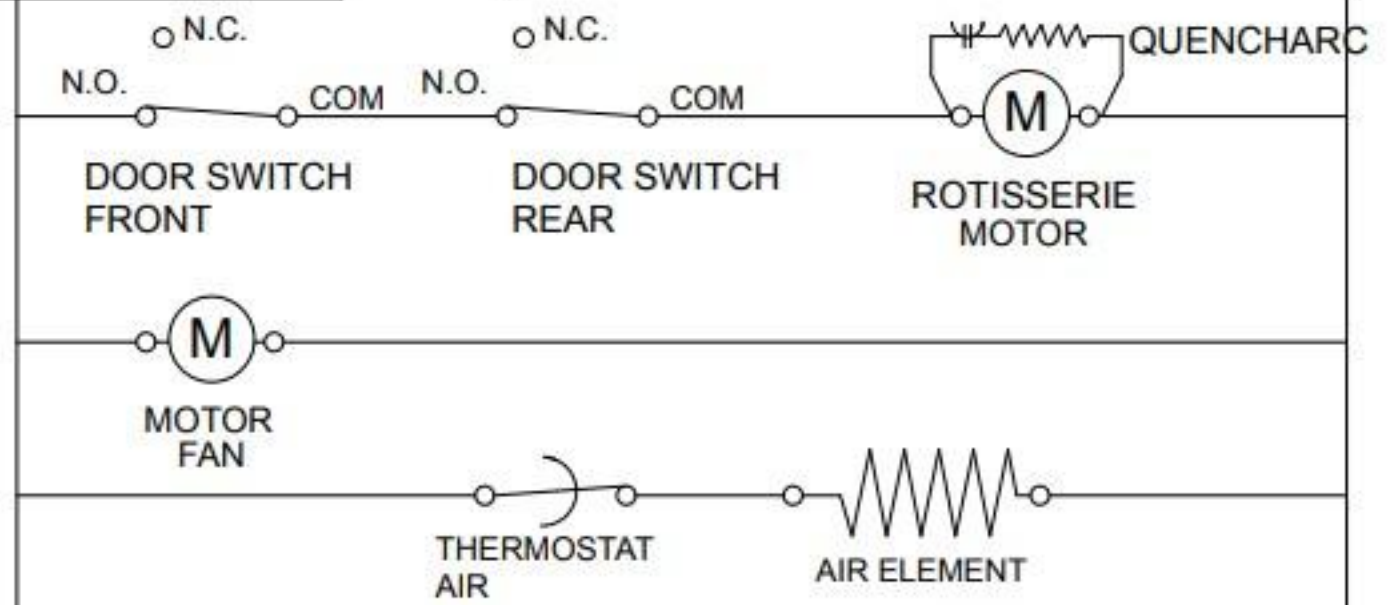 N.C.
N.C.
QUENCHARC
N.O.
COM
N.O.
COM
M
DOOR SWITCH
FRONT
DOOR SWITCH
REAR
ROTISSERIE
MOTOR
M
MOTOR
FAN
THERMOSTAT
AIR
AIR ELEMENT